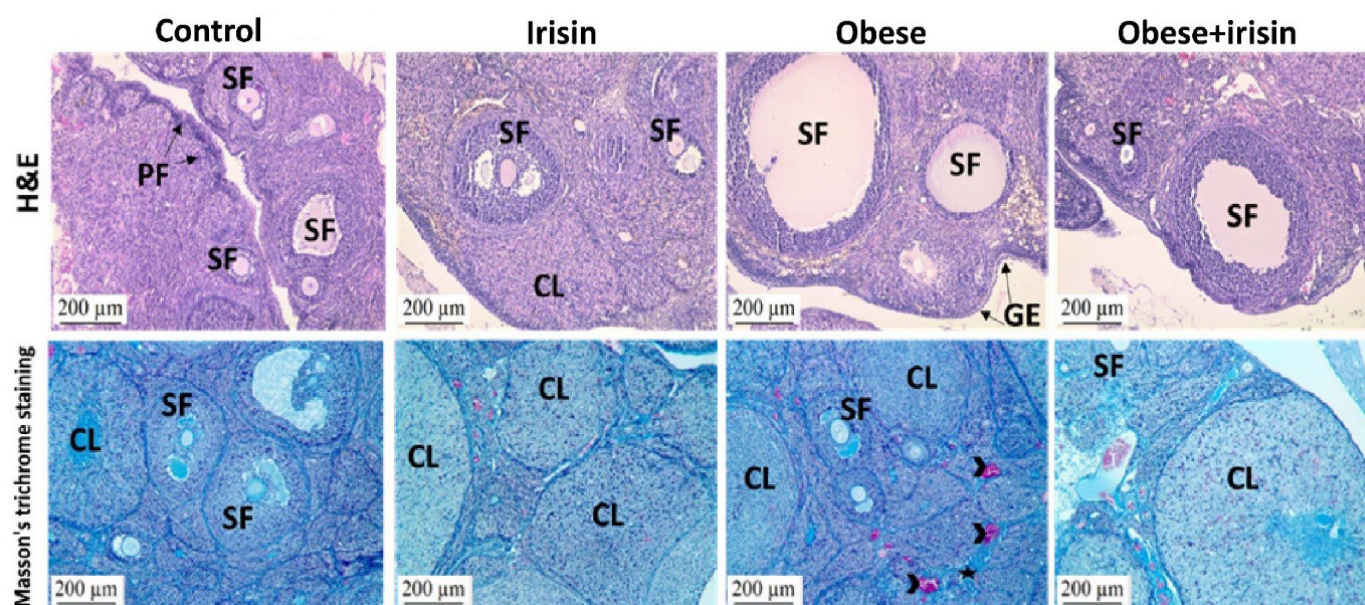 Control Irisin Obese Obese+irisin
H&E
SF
PF
SF
SF
200 µm
SF
SF
CL
200 µm
SF
SF
GE
200 µm
SF
SF
200 µm
Masson's trichrome staining
CL
SF
SF
200 µm
CL
CL
CL
200 µm
CL
SF
CL
200 µm
SF
CL
200 µm